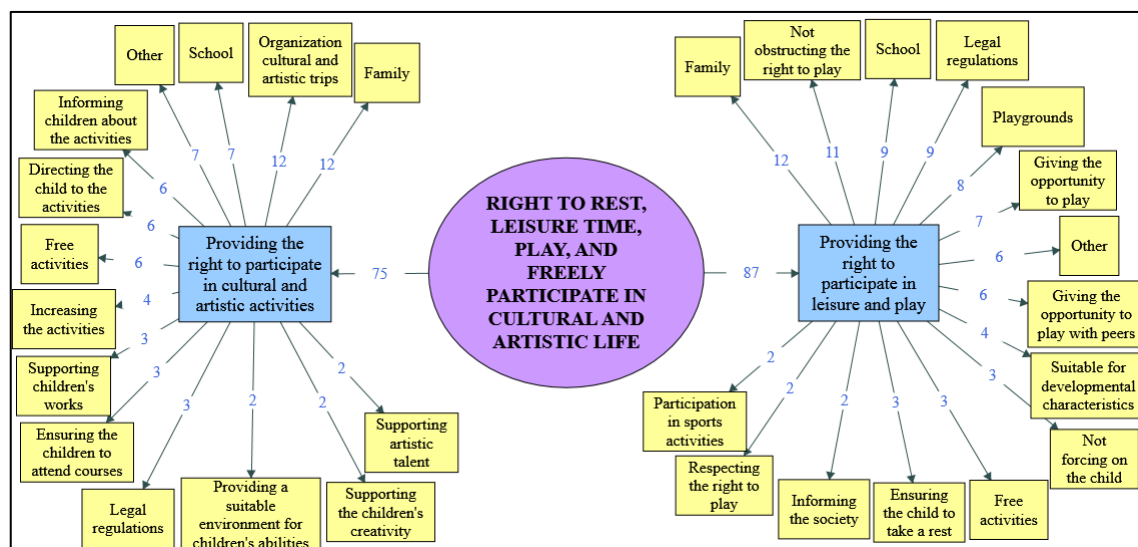 Other
School
Organization
cultural and
artistic trips
Family
Informing
children about
the activities
Directing the
child to the
activities
Free
activities
Increasing
the activities
Supporting
children's
works
Ensuring the
children to
attend courses
Legal
regulations
Providing a
suitable
environment for
children's abilities
Supporting
the children's
creativity
Supporting
artistic
talent
7
7
12
12
6
6
6
4
3
3
3
2
2
2
Providing the
right to participate
in cultural and
artistic activities
75
RIGHT TO REST,
LEISURE TIME,
PLAY, AND
FREELY
PARTICIPATE IN
CULTURAL AND
ARTISTIC LIFE
87
Providing the
right to
participate in
leisure and play
Family
Not
obstructing the
right to play
School
Legal
regulations
Playgrounds
Giving the
opportunity
to play
Other
Giving the
opportunity to
play with peers
Suitable for
developmental
characteristics
Not
forcing on
the child
Free
activities
Ensuring the
child to
take a rest
Informing
the society
Respecting
the right to
play
Participation
in sports
activities
12
11
9
9
8
7
6
6
4
3
3
3
2
2
2